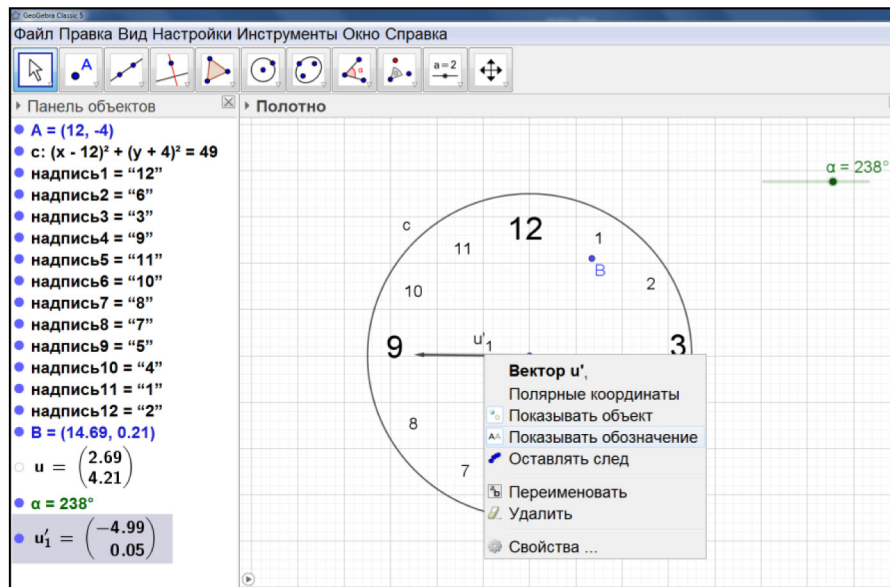 GeoGebra Classic 5
Файл Правка Вид Настройки Инструменты Окно Справка
A
α
a = 2
Панель объектов
Полотно
A = (12, -4)
c: (x - 12)² + (y + 4)² = 49
надпись1 = “12”
надпись2 = “6”
надпись3 = “3”
надпись4 = “9”
надпись5 = “11”
надпись6 = “10”
надпись7 = “8”
надпись8 = “7”
надпись9 = “5”
надпись10 = “4”
надпись11 = “1”
надпись12 = “2”
B = (14.69, 0.21)
u = (2.69
4.21)
α = 238°
u′₁ = (−4.99
0.05)
α = 238°
c
12
1
11
B
2
10
u'₁
9
3
8
7
Вектор u',
Полярные координаты
Показывать объект
AA Показывать обозначение
Оставлять след
Переименовать
Удалить
Свойства ...